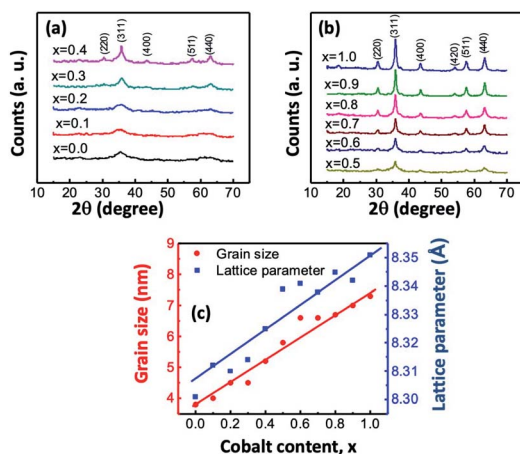 (a)
(220)
(311)
(400)
(511)
(440)
x=0.4
x=0.3
x=0.2
x=0.1
x=0.0
Counts (a. u.)
10 20 30 40 50 60 70
2θ (degree)
(b)
(220)
(311)
(400)
(420)
(511)
(440)
x=1.0
x=0.9
x=0.8
x=0.7
x=0.6
x=0.5
Counts (a. u.)
20 30 40 50 60 70
2θ (degree)
(c)
Grain size
Lattice parameter
Grain size (nm)
9
8
7
6
5
4
Lattice parameter (Å)
8.35
8.34
8.33
8.32
8.31
8.30
0.0 0.2 0.4 0.6 0.8 1.0
Cobalt content, x